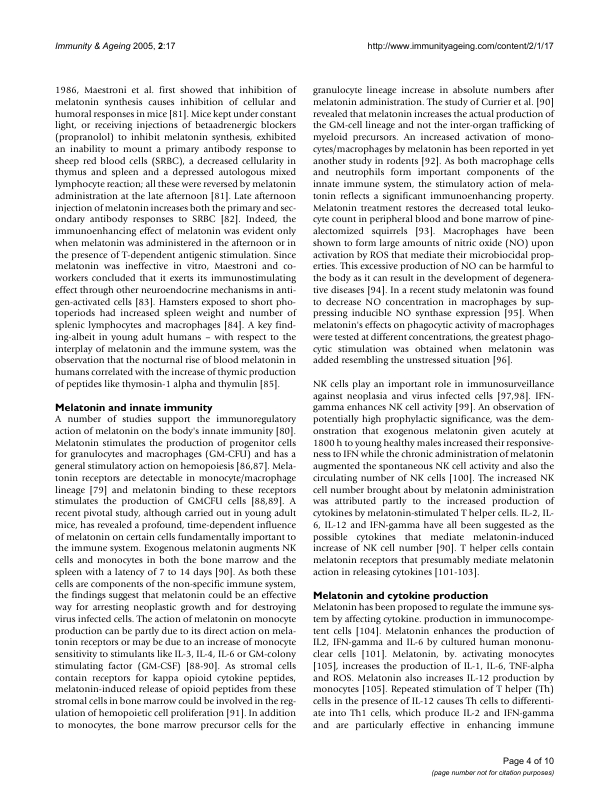 Immunity & Ageing 2005, 2:17
http://www.immunityageing.com/content/2/1/17
1986, Maestroni et al. first showed that inhibition of
melatonin synthesis causes inhibition of cellular and
humoral responses in mice [81]. Mice kept under constant
light, or receiving injections of betaadrenergic blockers
(propranolol) to inhibit melatonin synthesis, exhibited
an inability to mount a primary antibody response to
sheep red blood cells (SRBC), a decreased cellularity in
thymus and spleen and a depressed autologous mixed
lymphocyte reaction; all these were reversed by melatonin
administration at the late afternoon [81]. Late afternoon
injection of melatonin increases both the primary and sec-
ondary antibody responses to SRBC [82]. Indeed, the
immunoenhancing effect of melatonin was evident only
when melatonin was administered in the afternoon or in
the presence of T-dependent antigenic stimulation. Since
melatonin was ineffective in vitro, Maestroni and co-
workers concluded that it exerts its immunostimulating
effect through other neuroendocrine mechanisms in anti-
gen-activated cells [83]. Hamsters exposed to short pho-
toperiods had increased spleen weight and number of
splenic lymphocytes and macrophages [84]. A key find-
ing-albeit in young adult humans – with respect to the
interplay of melatonin and the immune system, was the
observation that the nocturnal rise of blood melatonin in
humans correlated with the increase of thymic production
of peptides like thymosin-1 alpha and thymulin [85].
Melatonin and innate immunity
A number of studies support the immunoregulatory
action of melatonin on the body's innate immunity [80].
Melatonin stimulates the production of progenitor cells
for granulocytes and macrophages (GM-CFU) and has a
general stimulatory action on hemopoiesis [86,87]. Mela-
tonin receptors are detectable in monocyte/macrophage
lineage [79] and melatonin binding to these receptors
stimulates the production of GMCFU cells [88,89]. A
recent pivotal study, although carried out in young adult
mice, has revealed a profound, time-dependent influence
of melatonin on certain cells fundamentally important to
the immune system. Exogenous melatonin augments NK
cells and monocytes in both the bone marrow and the
spleen with a latency of 7 to 14 days [90]. As both these
cells are components of the non-specific immune system,
the findings suggest that melatonin could be an effective
way for arresting neoplastic growth and for destroying
virus infected cells. The action of melatonin on monocyte
production can be partly due to its direct action on mela-
tonin receptors or may be due to an increase of monocyte
sensitivity to stimulants like IL-3, IL-4, IL-6 or GM-colony
stimulating factor (GM-CSF) [88-90]. As stromal cells
contain receptors for kappa opioid cytokine peptides,
melatonin-induced release of opioid peptides from these
stromal cells in bone marrow could be involved in the reg-
ulation of hemopoietic cell proliferation [91]. In addition
to monocytes, the bone marrow precursor cells for the
granulocyte lineage increase in absolute numbers after
melatonin administration. The study of Currier et al. [90]
revealed that melatonin increases the actual production of
the GM-cell lineage and not the inter-organ trafficking of
myeloid precursors. An increased activation of mono-
cytes/macrophages by melatonin has been reported in yet
another study in rodents [92]. As both macrophage cells
and neutrophils form important components of the
innate immune system, the stimulatory action of mela-
tonin reflects a significant immunoenhancing property.
Melatonin treatment restores the decreased total leuko-
cyte count in peripheral blood and bone marrow of pine-
alectomized squirrels [93]. Macrophages have been
shown to form large amounts of nitric oxide (NO) upon
activation by ROS that mediate their microbiocidal prop-
erties. This excessive production of NO can be harmful to
the body as it can result in the development of degenera-
tive diseases [94]. In a recent study melatonin was found
to decrease NO concentration in macrophages by sup-
pressing inducible NO synthase expression [95]. When
melatonin's effects on phagocytic activity of macrophages
were tested at different concentrations, the greatest phago-
cytic stimulation was obtained when melatonin was
added resembling the unstressed situation [96].
NK cells play an important role in immunosurveillance
against neoplasia and virus infected cells [97,98]. IFN-
gamma enhances NK cell activity [99]. An observation of
potentially high prophylactic significance, was the dem-
onstration that exogenous melatonin given acutely at
1800 h to young healthy males increased their responsive-
ness to IFN while the chronic administration of melatonin
augmented the spontaneous NK cell activity and also the
circulating number of NK cells [100]. The increased NK
cell number brought about by melatonin administration
was attributed partly to the increased production of
cytokines by melatonin-stimulated T helper cells. IL-2, IL-
6, IL-12 and IFN-gamma have all been suggested as the
possible cytokines that mediate melatonin-induced
increase of NK cell number [90]. T helper cells contain
melatonin receptors that presumably mediate melatonin
action in releasing cytokines [101-103].
Melatonin and cytokine production
Melatonin has been proposed to regulate the immune sys-
tem by affecting cytokine. production in immunocompe-
tent cells [104]. Melatonin enhances the production of
IL2, IFN-gamma and IL-6 by cultured human mononu-
clear cells [101]. Melatonin, by. activating monocytes
[105], increases the production of IL-1, IL-6, TNF-alpha
and ROS. Melatonin also increases IL-12 production by
monocytes [105]. Repeated stimulation of T helper (Th)
cells in the presence of IL-12 causes Th cells to differenti-
ate into Th1 cells, which produce IL-2 and IFN-gamma
and are particularly effective in enhancing immune
Page 4 of 10
(page number not for citation purposes)